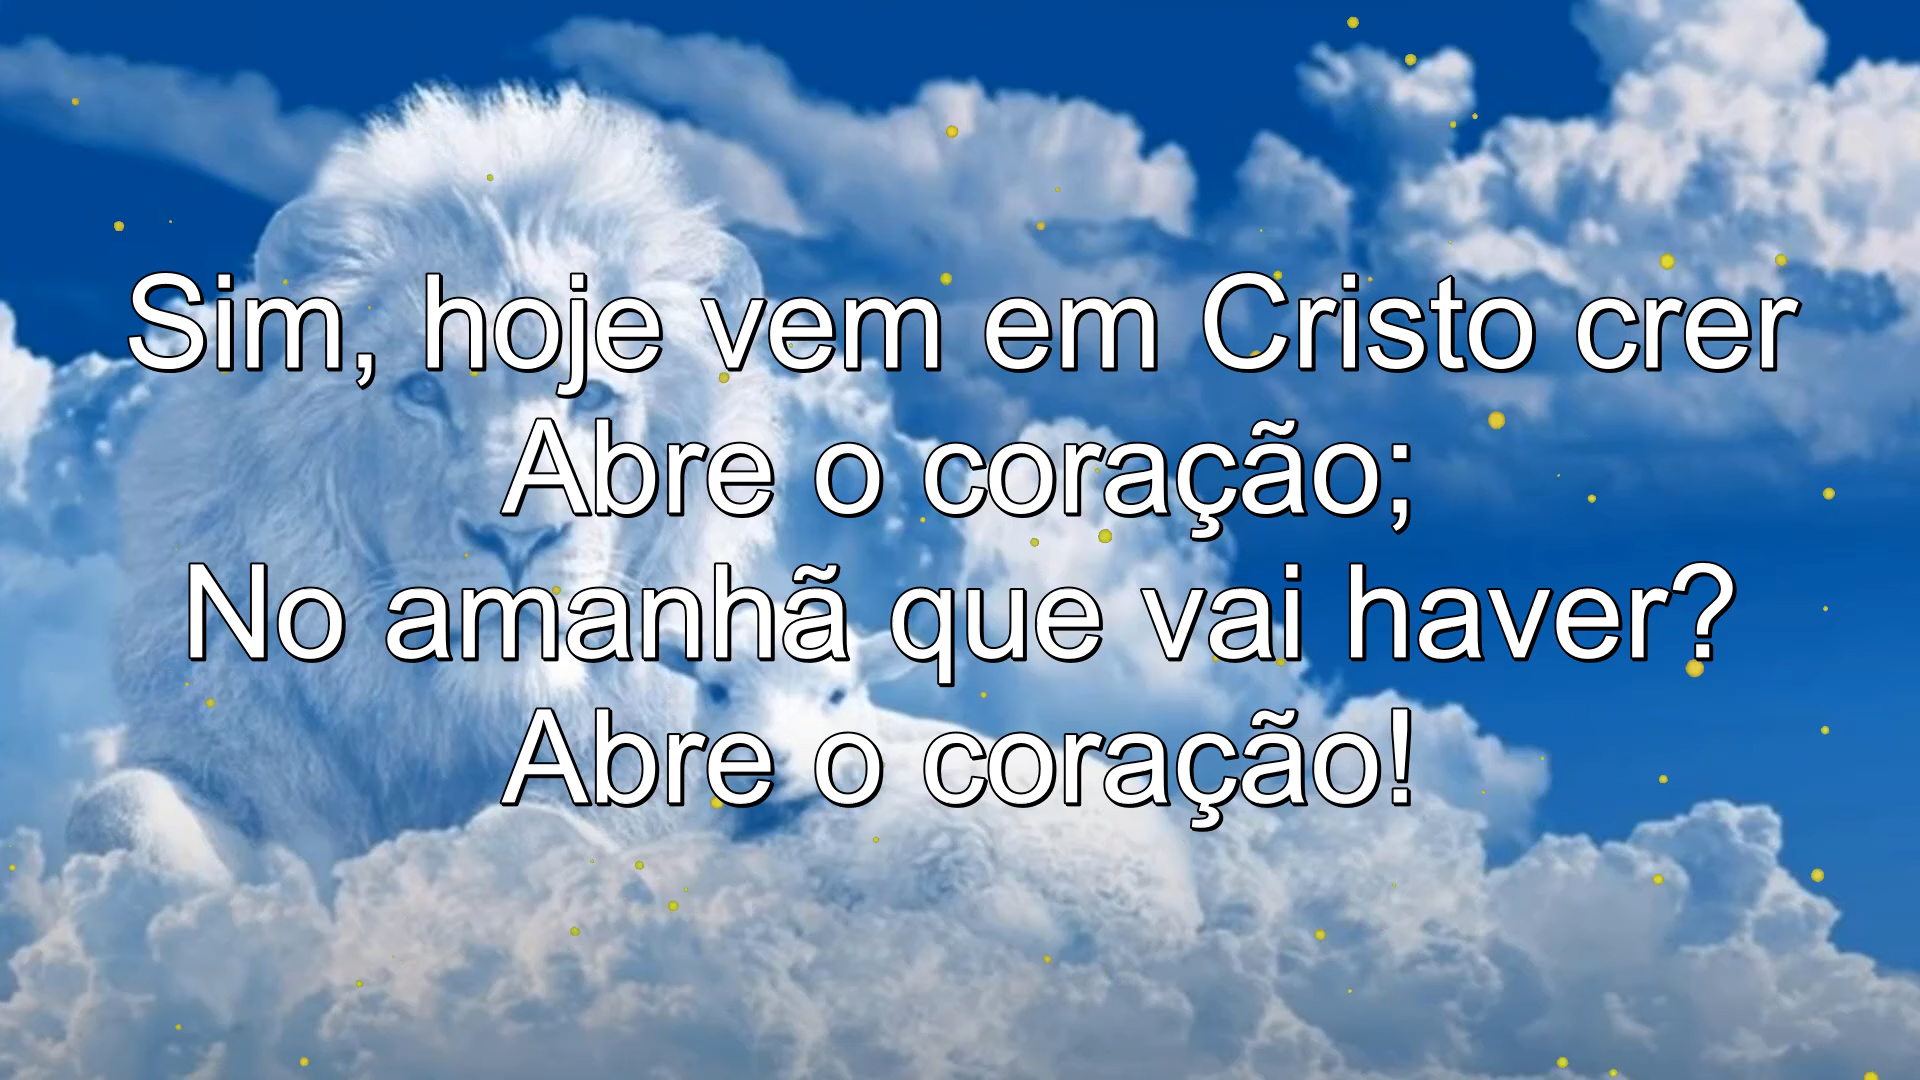 Sim, hoje vem em Cristo crer
Abre o coração;
No amanhã que vai haver?
Abre o coração!